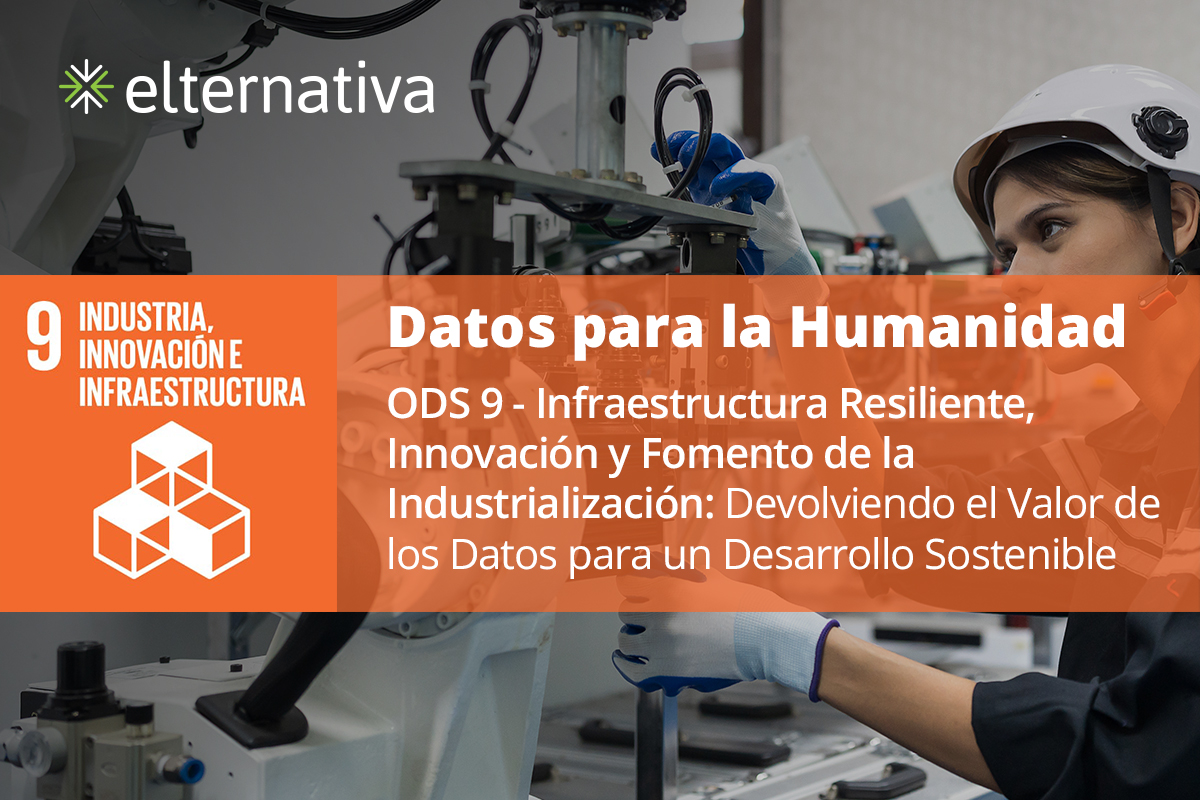 elternativa
9 INDUSTRIA,
INNOVACIÓN E
INFRAESTRUCTURA
Datos para la Humanidad
ODS 9 - Infraestructura Resiliente,
Innovación y Fomento de la
Industrialización: Devolviendo el Valor de
los Datos para un Desarrollo Sostenible